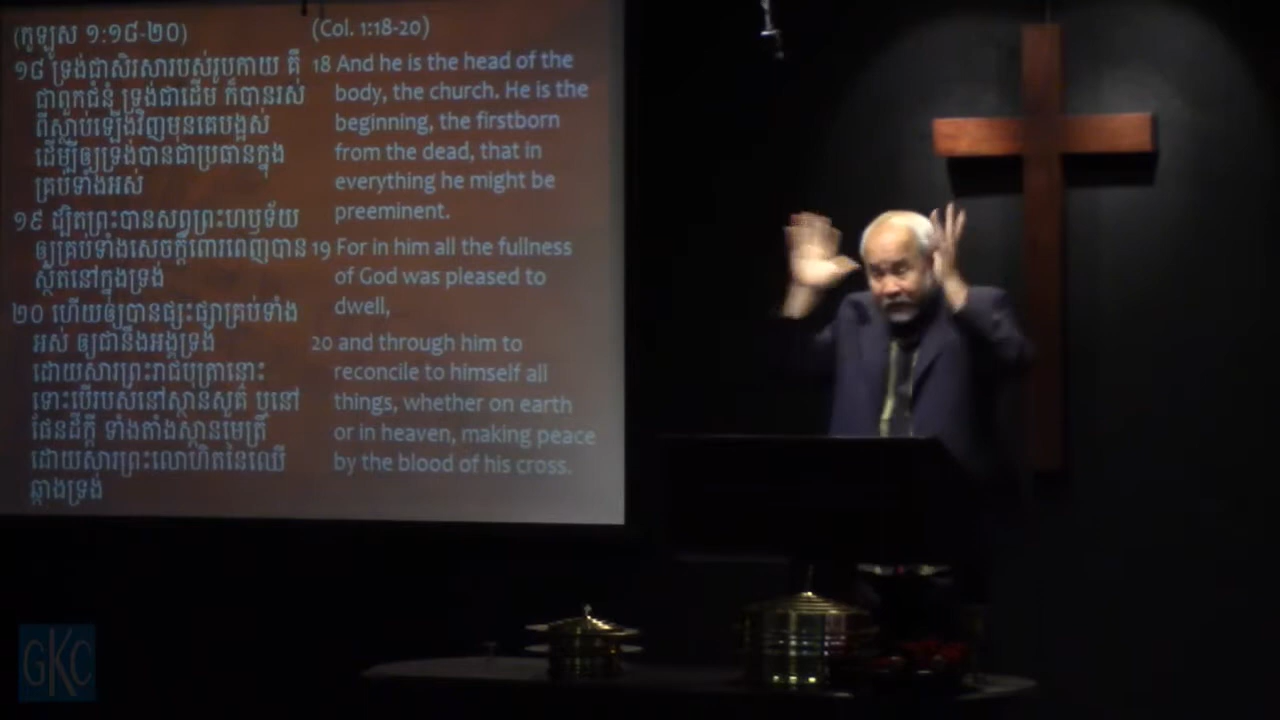 (កូឡុស ១:១៨-២០)
១៨ ទ្រង់ជាសិរសារបស់រូបកាយ គឺ
ជាពួកជំនុំ ទ្រង់ជាដើម ក៏បានរស់
ពីស្លាប់ឡើងវិញមុនគេបង្អស់
ដើម្បីឲ្យទ្រង់បានជាប្រធានក្នុង
គ្រប់ទាំងអស់
១៩ ដ្បិតព្រះបានសព្វព្រះហឫទ័យ
ឲ្យគ្រប់ទាំងសេចក្ដីពោរពេញបាន
ស្ថិតនៅក្នុងទ្រង់
២០ ហើយឲ្យបានផ្សះផ្សាគ្រប់ទាំង
អស់ ឲ្យជានឹងអង្គទ្រង់
ដោយសារព្រះរាជបុត្រានោះ
ទោះបើរបស់នៅស្ថានសួគ៌ ឬនៅ
ផែនដីក្ដី ទាំងតាំងស្ពានមេត្រី
ដោយសារព្រះលោហិតនៃឈើ
ឆ្កាងទ្រង់
(Col. 1:18-20)
18 And he is the head of the
body, the church. He is the
beginning, the firstborn
from the dead, that in
everything he might be
preeminent.
19 For in him all the fullness
of God was pleased to
dwell,
20 and through him to
reconcile to himself all
things, whether on earth
or in heaven, making peace
by the blood of his cross.
GKC